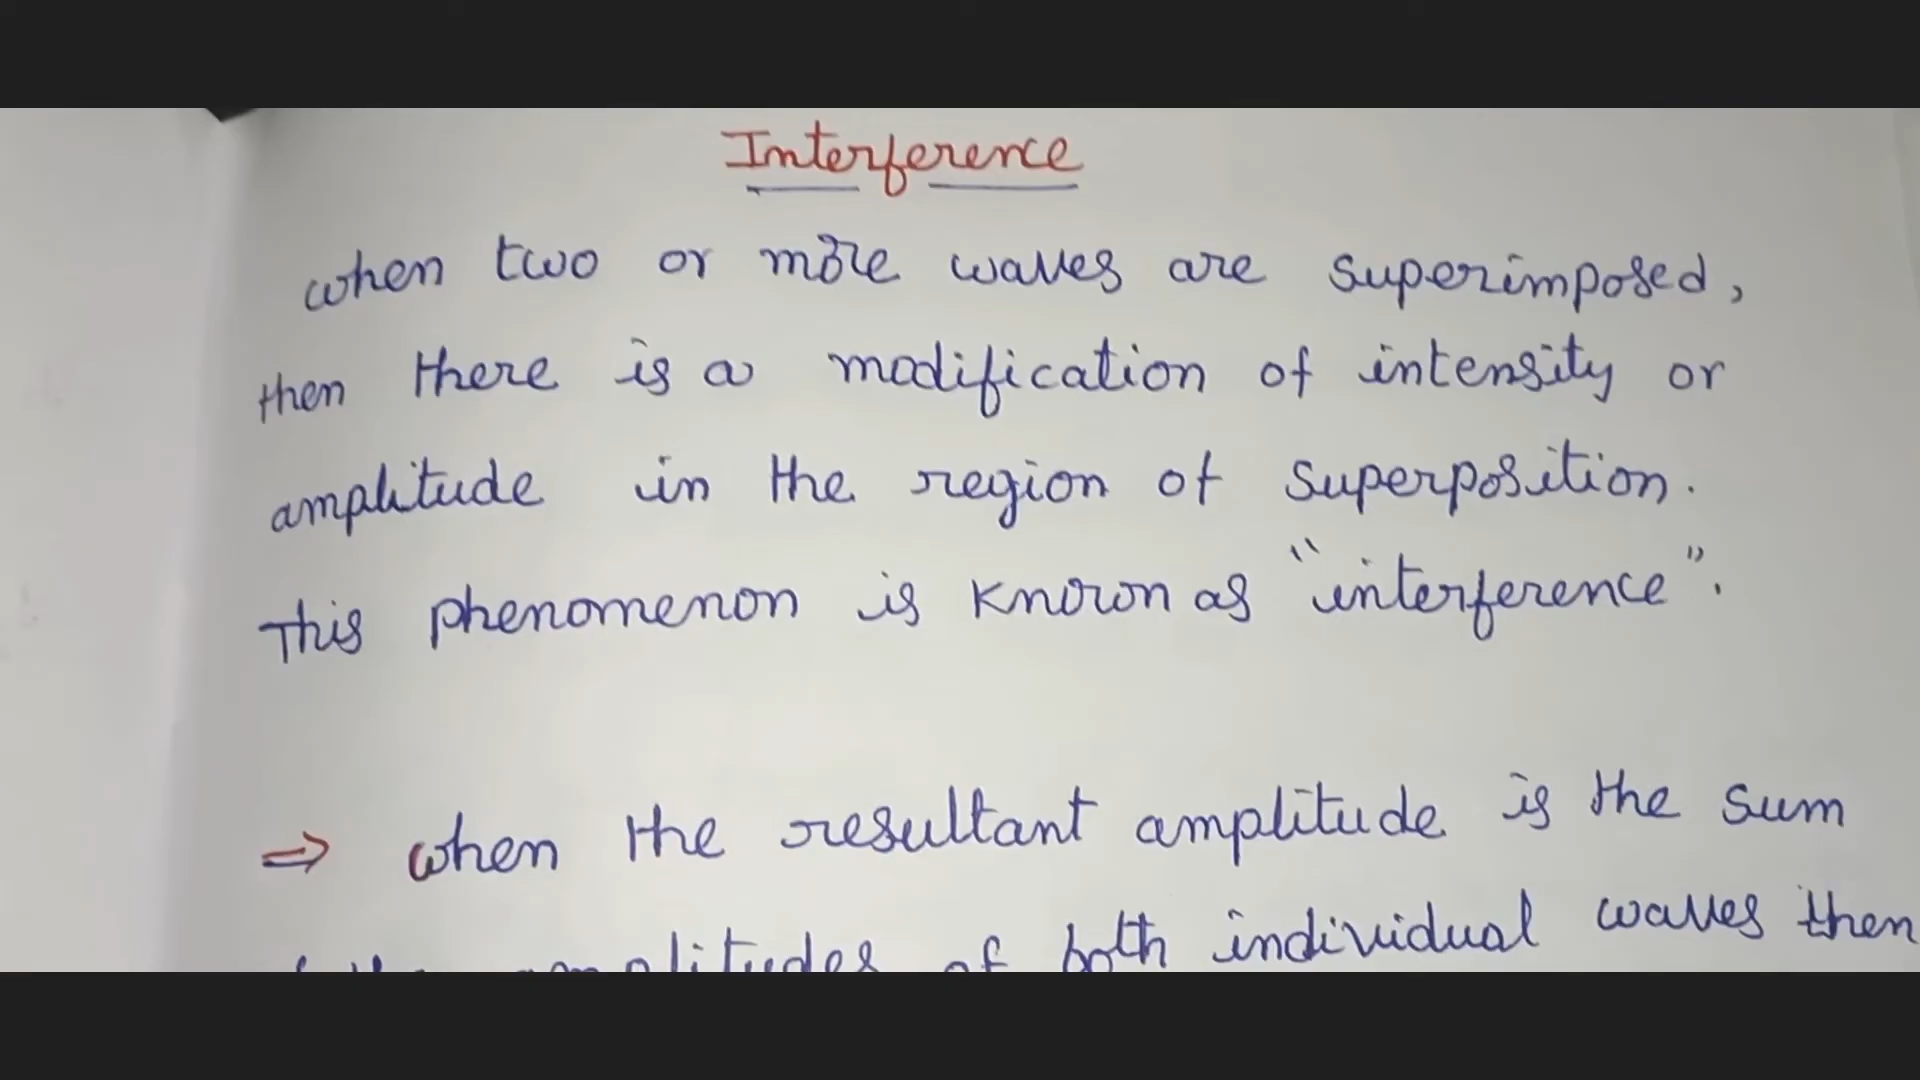 Interference
when two or more waves are superimposed,
then there is a modification of intensity or
amplitude in the region of superposition.
This phenomenon is known as "interference".
⇒ when the resultant amplitude is the sum
amplitudes of both individual waves then